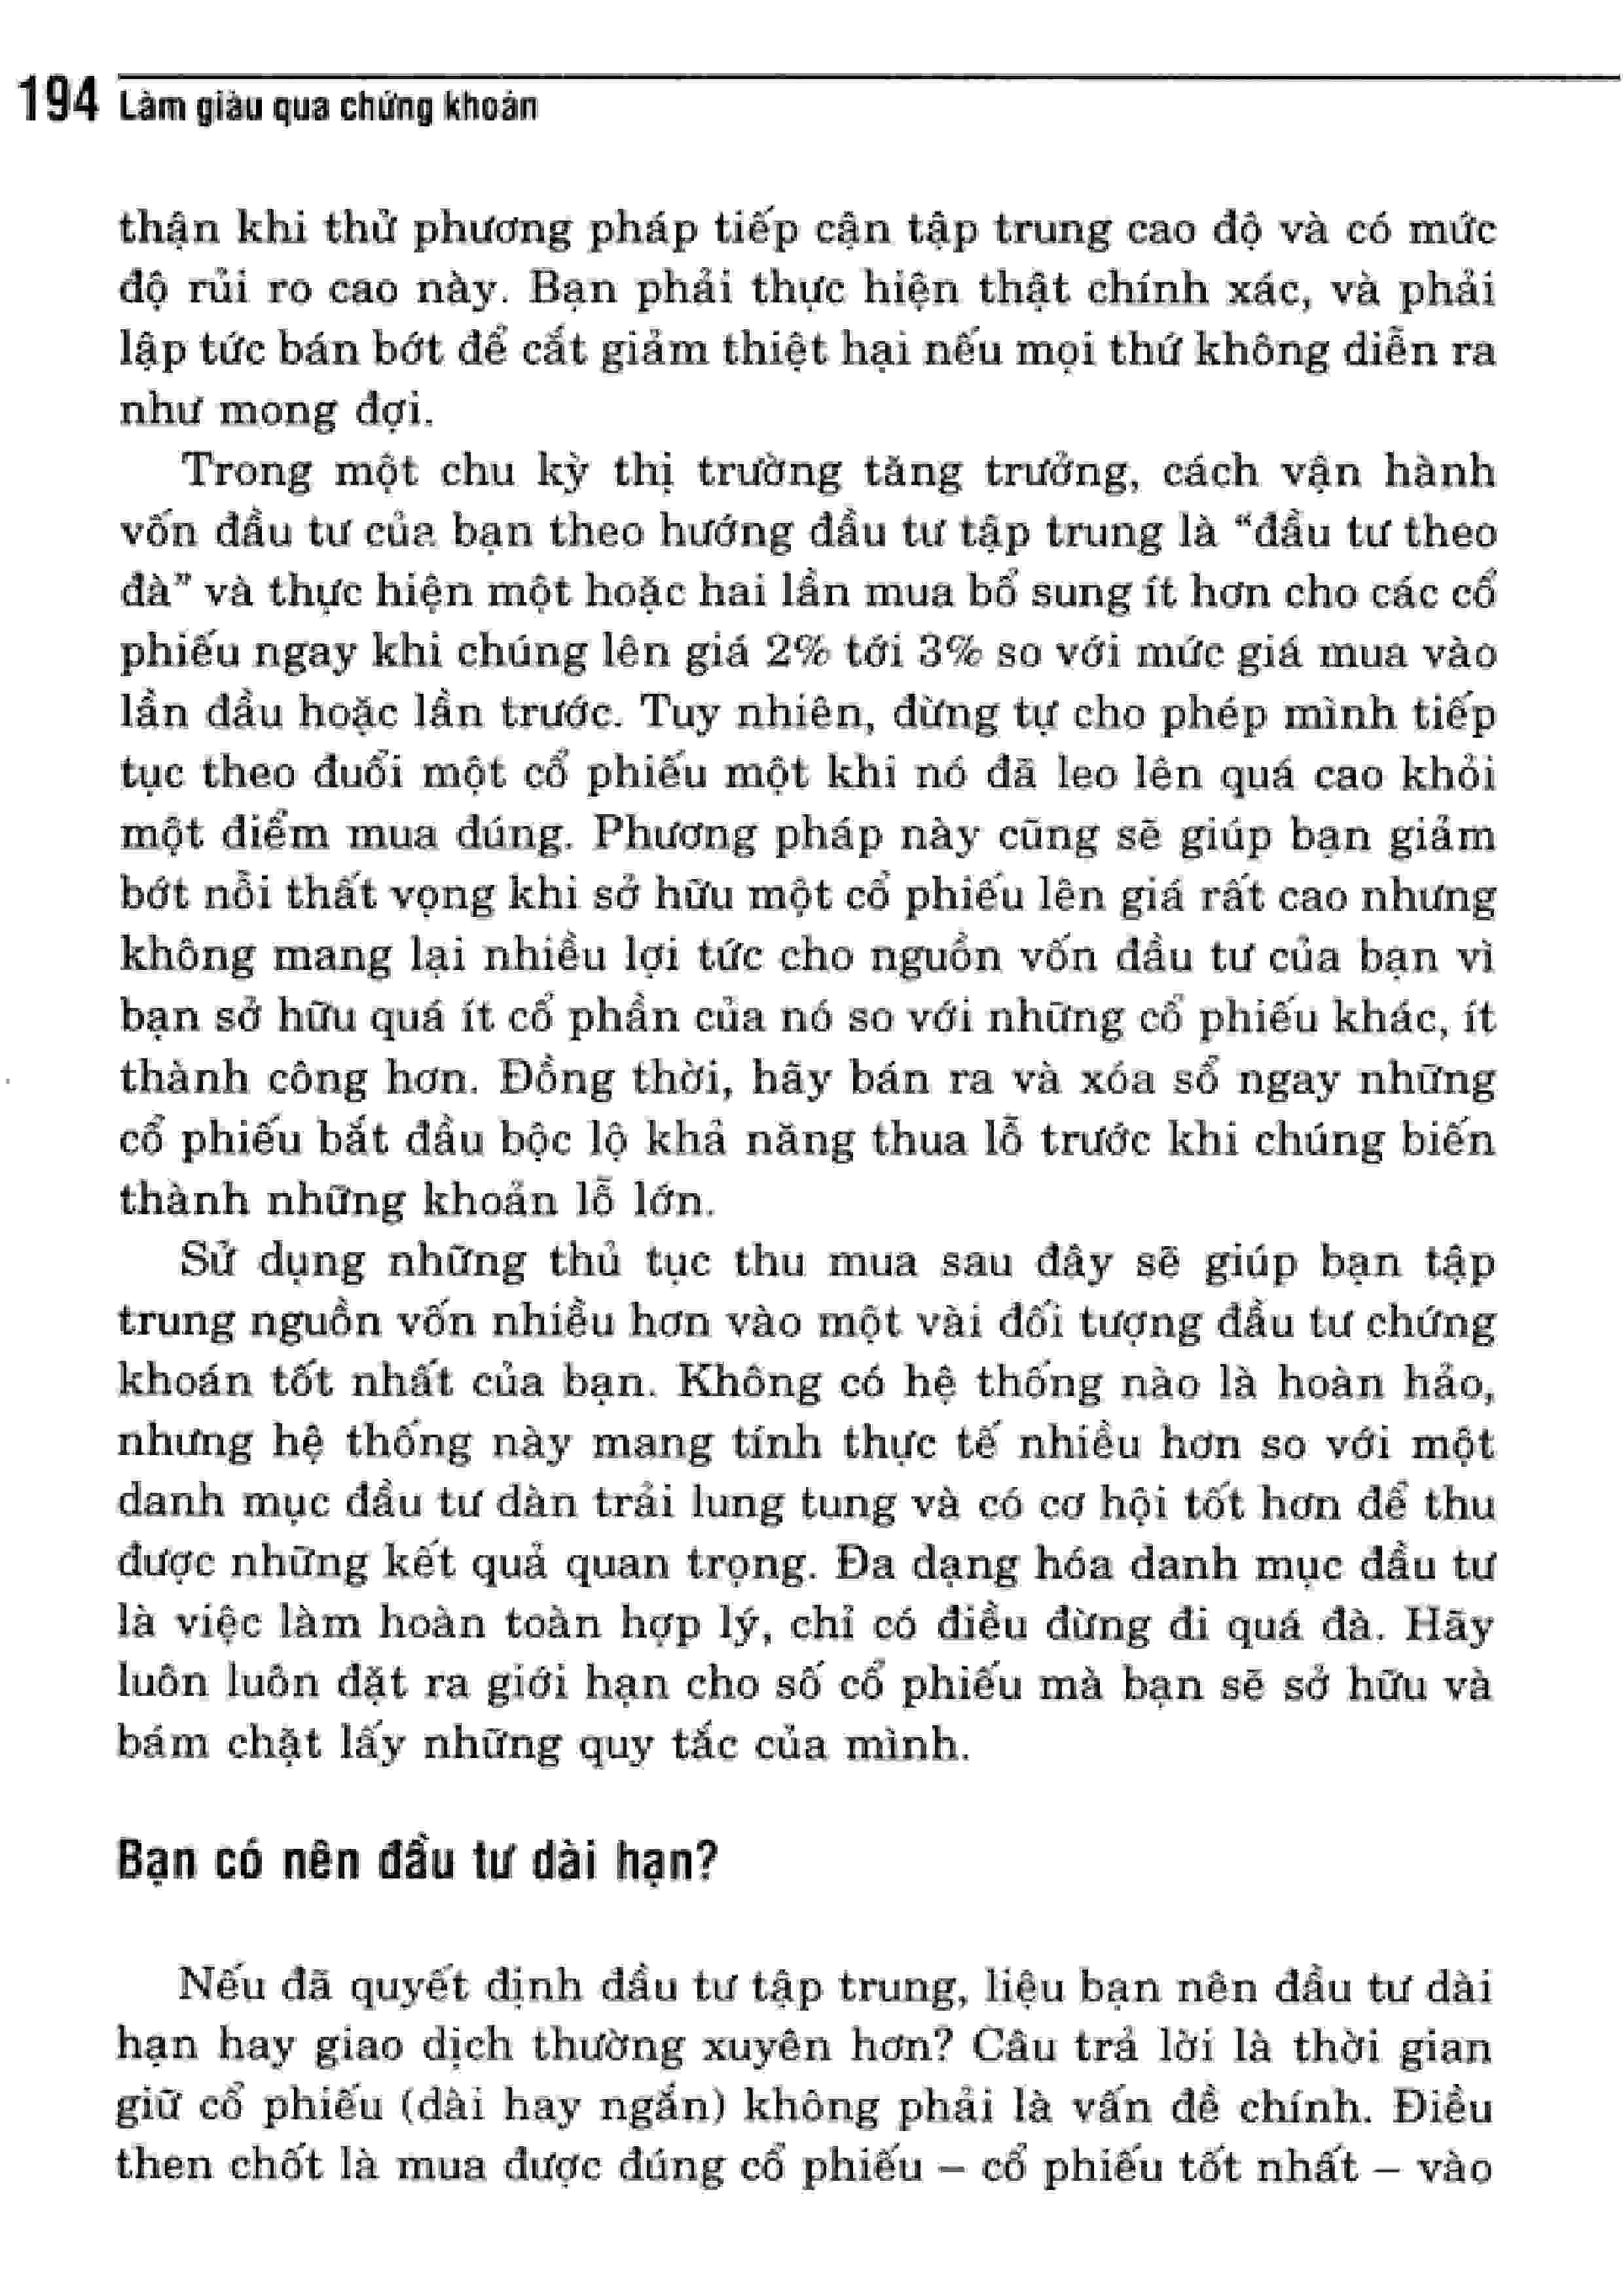 194 Làm giàu qua chứng khoán
thận khi thử phương pháp tiếp cận tập trung cao độ và có mức
độ rủi ro cao này. Bạn phải thực hiện thật chính xác, và phải
lập tức bán bớt để cắt giảm thiệt hại nếu mọi thứ không diễn ra
như mong đợi.
Trong một chu kỳ thị trường tăng trưởng, cách vận hành
vốn đầu tư của bạn theo hướng đầu tư tập trung là “đầu tư theo
đà” và thực hiện một hoặc hai lần mua bổ sung ít hơn cho các cổ
phiếu ngay khi chúng lên giá 2% tới 3% so với mức giá mua vào
lần đầu hoặc lần trước. Tuy nhiên, đừng tự cho phép mình tiếp
tục theo đuổi một cổ phiếu một khi nó đã leo lên quá cao khỏi
một điểm mua đúng. Phương pháp này cũng sẽ giúp bạn giảm
bớt nỗi thất vọng khi sở hữu một cổ phiếu lên giá rất cao nhưng
không mang lại nhiều lợi tức cho nguồn vốn đầu tư của bạn vì
bạn sở hữu quá ít cổ phần của nó so với những cổ phiếu khác, ít
thành công hơn. Đồng thời, hãy bán ra và xóa sổ ngay những
cổ phiếu bắt đầu bộc lộ khả năng thua lỗ trước khi chúng biến
thành những khoản lỗ lớn.
Sử dụng những thủ tục thu mua sau đây sẽ giúp bạn tập
trung nguồn vốn nhiều hơn vào một vài đối tượng đầu tư chứng
khoán tốt nhất của bạn. Không có hệ thống nào là hoàn hảo,
nhưng hệ thống này mang tính thực tế nhiều hơn so với một
danh mục đầu tư dàn trải lung tung và có cơ hội tốt hơn để thu
được những kết quả quan trọng. Đa dạng hóa danh mục đầu tư
là việc làm hoàn toàn hợp lý, chỉ có điều đừng đi quá đà. Hãy
luôn luôn đặt ra giới hạn cho số cổ phiếu mà bạn sẽ sở hữu và
bám chặt lấy những quy tắc của mình.
Bạn có nên đầu tư dài hạn?
Nếu đã quyết định đầu tư tập trung, liệu bạn nên đầu tư dài
hạn hay giao dịch thường xuyên hơn? Câu trả lời là thời gian
giữ cổ phiếu (dài hay ngắn) không phải là vấn đề chính. Điều
then chốt là mua được đúng cổ phiếu – cổ phiếu tốt nhất – vào